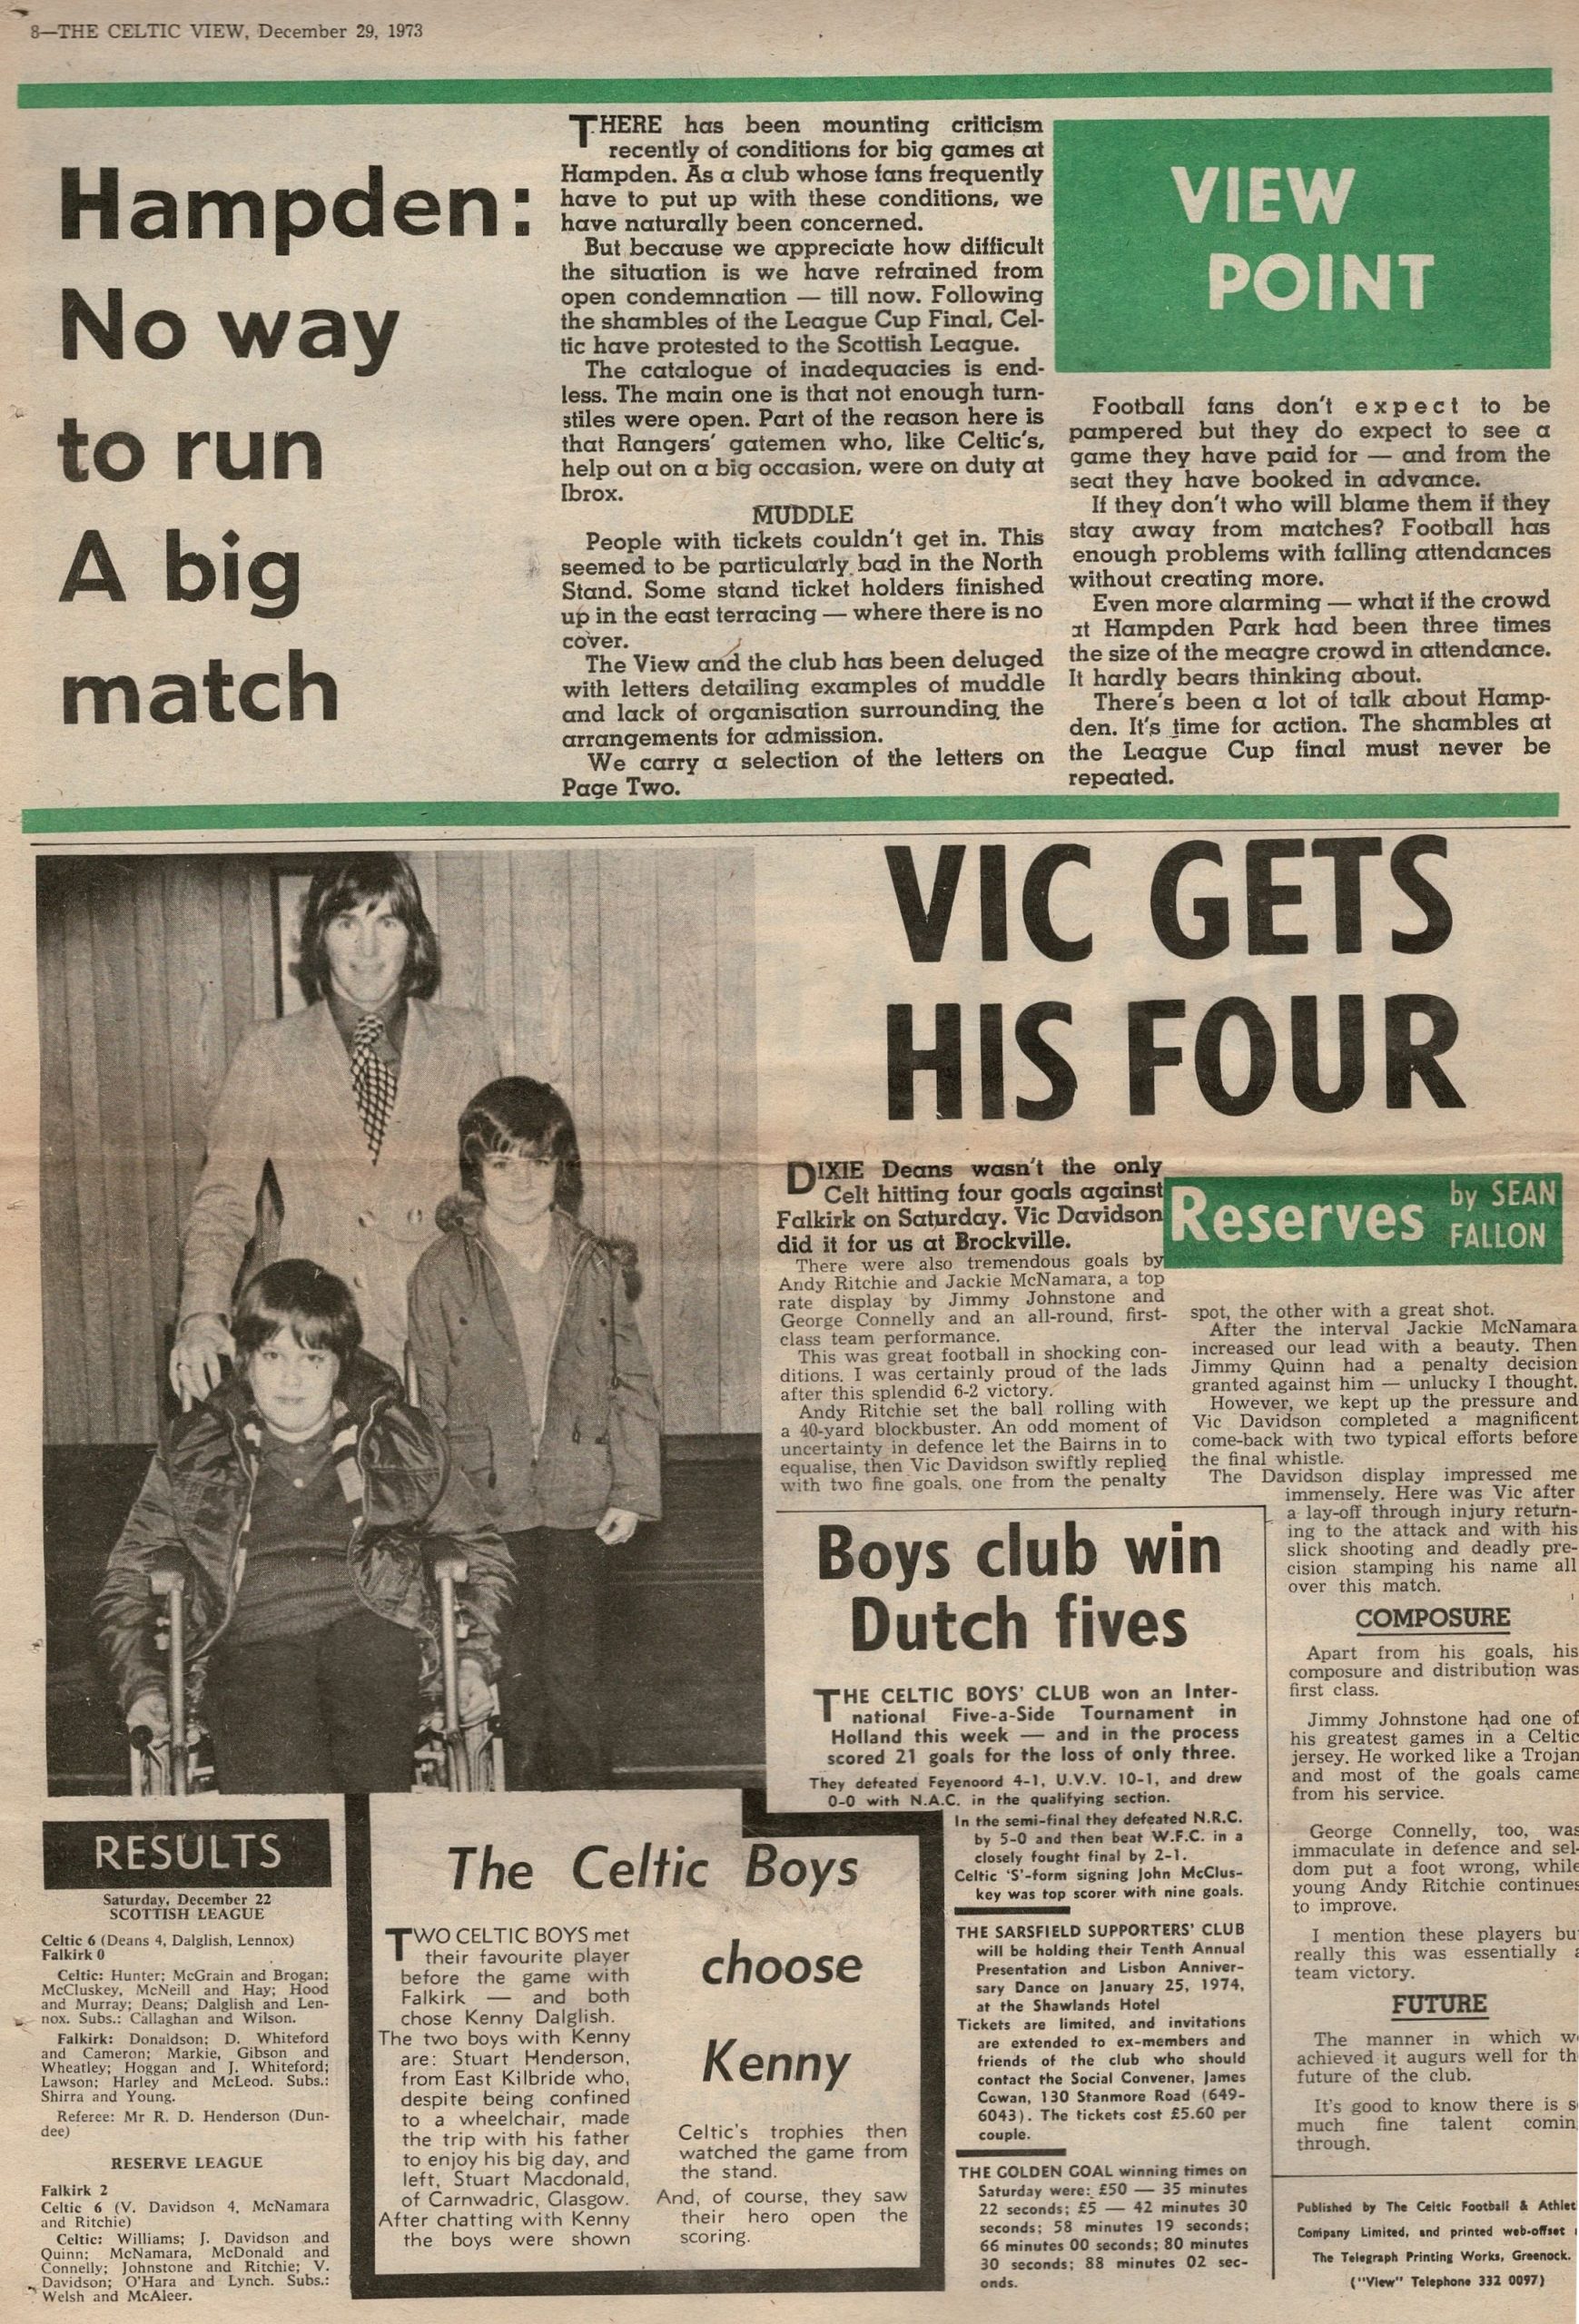 8—THE CELTIC VIEW, December 29, 1973
Hampden:
No way
to run
A big
match
THERE has been mounting criticism
recently of conditions for big games at
Hampden. As a club whose fans frequently
have to put up with these conditions, we
have naturally been concerned.
But because we appreciate how difficult
the situation is we have refrained from
open condemnation — till now. Following
the shambles of the League Cup Final, Cel-
tic have protested to the Scottish League.
The catalogue of inadequacies is end-
less. The main one is that not enough turn-
stiles were open. Part of the reason here is
that Rangers' gatemen who, like Celtic's,
help out on a big occasion, were on duty at
Ibrox.
MUDDLE
People with tickets couldn't get in. This
seemed to be particularly bad in the North
Stand. Some stand ticket holders finished
up in the east terracing — where there is no
cover.
The View and the club has been deluged
with letters detailing examples of muddle
and lack of organisation surrounding the
arrangements for admission.
We carry a selection of the letters on
Page Two.
VIEW
POINT
Football fans don't expect to be
pampered but they do expect to see a
game they have paid for — and from the
seat they have booked in advance.
If they don't who will blame them if they
stay away from matches? Football has
enough problems with falling attendances
without creating more.
Even more alarming — what if the crowd
at Hampden Park had been three times
the size of the meagre crowd in attendance.
It hardly bears thinking about.
There's been a lot of talk about Hamp-
den. It's time for action. The shambles at
the League Cup final must never be
repeated.
VIC GETS
HIS FOUR
DIXIE Deans wasn't the only
Celt hitting four goals against
Falkirk on Saturday. Vic Davidson
did it for us at Brockville.
There were also tremendous goals by
Andy Ritchie and Jackie McNamara, a top
rate display by Jimmy Johnstone and
George Connelly and an all-round, first-
class team performance.
This was great football in shocking con-
ditions. I was certainly proud of the lads
after this splendid 6-2 victory.
Andy Ritchie set the ball rolling with
a 40-yard blockbuster. An odd moment of
uncertainty in defence let the Bairns in to
equalise, then Vic Davidson swiftly replied
with two fine goals, one from the penalty
Reserves by SEAN
FALLON
spot, the other with a great shot.
After the interval Jackie McNamara
increased our lead with a beauty. Then
Jimmy Quinn had a penalty decision
granted against him — unlucky I thought.
However, we kept up the pressure and
Vic Davidson completed a magnificent
come-back with two typical efforts before
the final whistle.
The Davidson display impressed me
immensely. Here was Vic after
a lay-off through injury return-
ing to the attack and with his
slick shooting and deadly pre-
cision stamping his name all
over this match.
COMPOSURE
Apart from his goals, his
composure and distribution was
first class.
Jimmy Johnstone had one of
his greatest games in a Celtic
jersey. He worked like a Trojan
and most of the goals came
from his service.
George Connelly, too, was
immaculate in defence and sel-
dom put a foot wrong, while
young Andy Ritchie continues
to improve.
I mention these players bu
really this was essentially a
team victory.
FUTURE
The manner in which w
achieved it augurs well for th
future of the club.
It's good to know there is s
much fine talent comin
through.
Published by The Celtic Football & Athlet
Company Limited, and printed web-offset
The Telegraph Printing Works, Greenock.
("View" Telephone 332 0097)
Boys club win
Dutch fives
THE CELTIC BOYS' CLUB won an Inter-
national Five-a-Side Tournament in
Holland this week — and in the process
scored 21 goals for the loss of only three.
They defeated Feyenoord 4-1, U.V.V. 10-1, and drew
0-0 with N.A.C. in the qualifying section.
In the semi-final they defeated N.R.C.
by 5-0 and then beat W.F.C. in a
closely fought final by 2-1.
Celtic 'S'-form signing John McClus-
key was top scorer with nine goals.
THE SARSFIELD SUPPORTERS' CLUB
will be holding their Tenth Annual
Presentation and Lisbon Anniver-
sary Dance on January 25, 1974,
at the Shawlands Hotel
Tickets are limited, and invitations
are extended to ex-members and
friends of the club who should
contact the Social Convener, James
Cowan, 130 Stanmore Road (649-
6043). The tickets cost £5.60 per
couple.
THE GOLDEN GOAL winning times on
Saturday were: £50 — 35 minutes
22 seconds; £5 — 42 minutes 30
seconds; 58 minutes 19 seconds;
66 minutes 00 seconds; 80 minutes
30 seconds; 88 minutes 02 sec-
onds.
RESULTS
Saturday, December 22
SCOTTISH LEAGUE
Celtic 6 (Deans 4, Dalglish, Lennox)
Falkirk 0
Celtic: Hunter; McGrain and Brogan;
McCluskey, McNeill and Hay; Hood
and Murray; Deans; Dalglish and Len-
nox. Subs.: Callaghan and Wilson.
Falkirk: Donaldson; D. Whiteford
and Cameron; Markie, Gibson and
Wheatley; Hoggan and J. Whiteford;
Lawson; Harley and McLeod. Subs.:
Shirra and Young.
Referee: Mr R. D. Henderson (Dun-
dee)
RESERVE LEAGUE
Falkirk 2
Celtic 6 (V. Davidson 4, McNamara
and Ritchie)
Celtic: Williams; J. Davidson and
Quinn; McNamara, McDonald and
Connelly; Johnstone and Ritchie; V.
Davidson; O'Hara and Lynch. Subs.:
Welsh and McAleer.
The Celtic Boys
choose
Kenny
TWO CELTIC BOYS met
their favourite player
before the game with
Falkirk — and both
chose Kenny Dalglish.
The two boys with Kenny
are: Stuart Henderson,
from East Kilbride who,
despite being confined
to a wheelchair, made
the trip with his father
to enjoy his big day, and
left, Stuart Macdonald,
of Carnwadric, Glasgow.
After chatting with Kenny
the boys were shown
Celtic's trophies then
watched the game from
the stand.
And, of course, they saw
their hero open the
scoring.